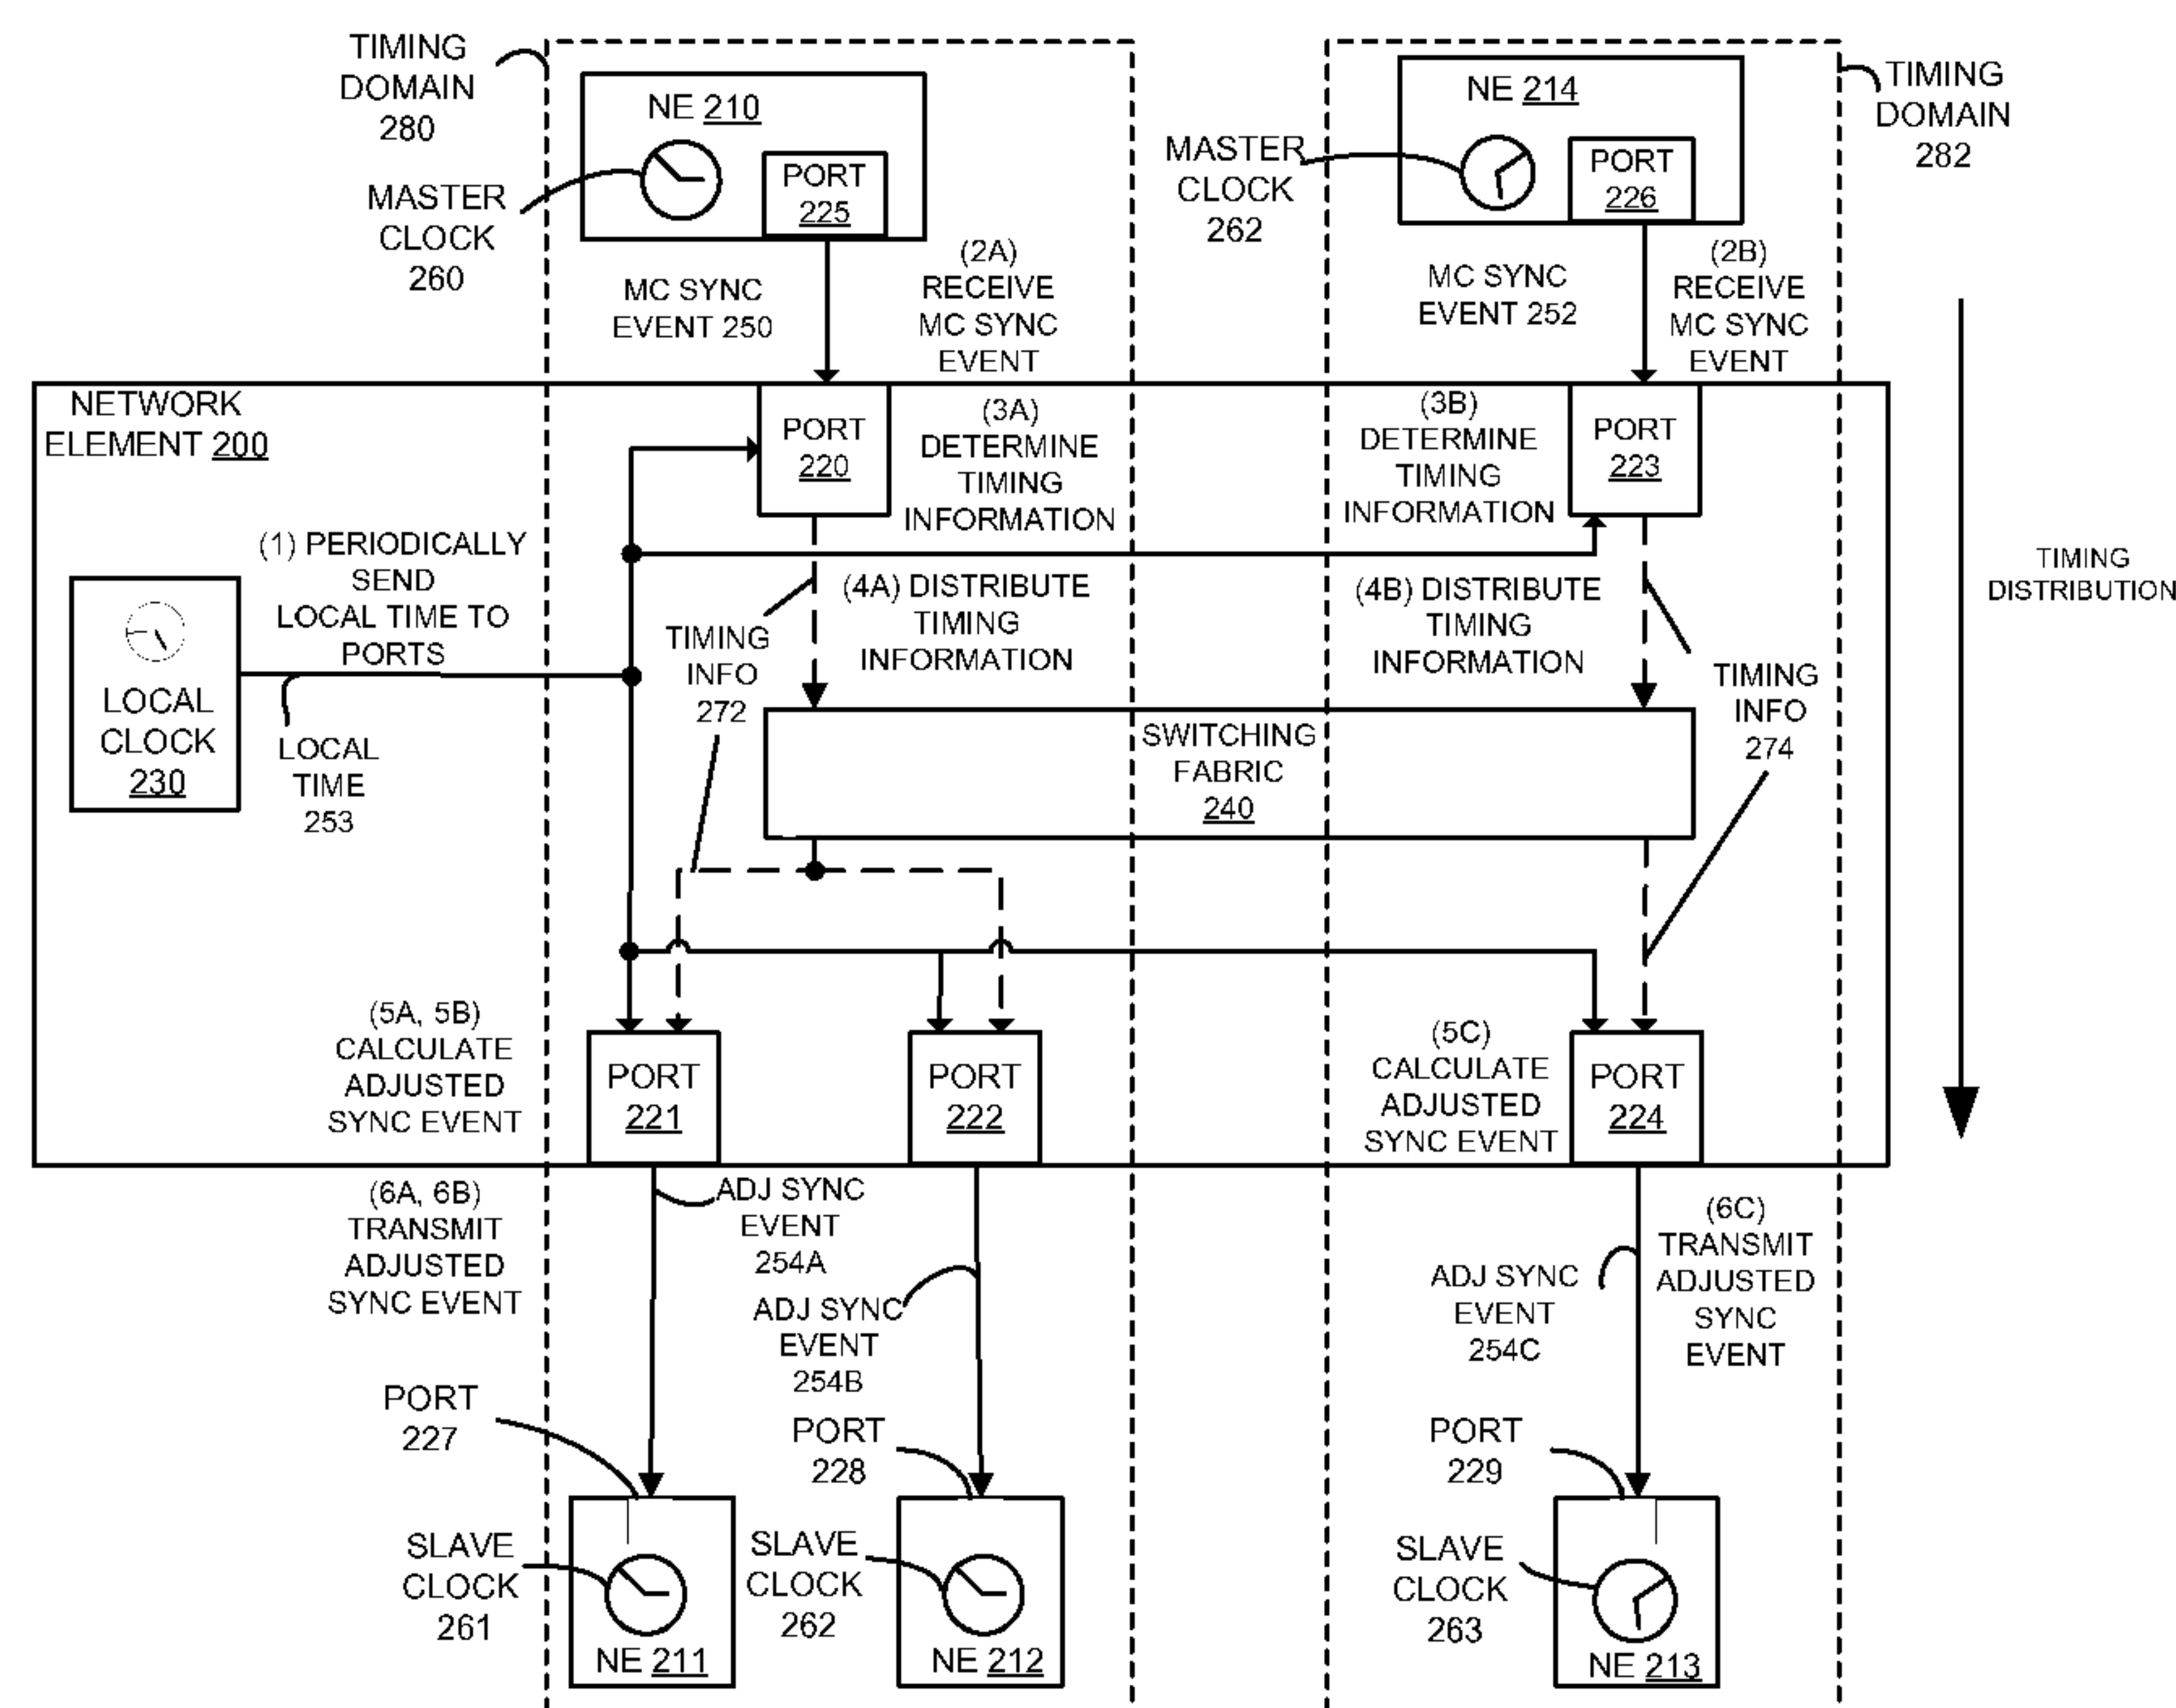 TIMING
DOMAIN
280
NE 210
PORT
225
MASTER
CLOCK
260
NE 214
PORT
226
MASTER
CLOCK
262
TIMING
DOMAIN
282
MC SYNC
EVENT 250
(2A)
RECEIVE
MC SYNC
EVENT
MC SYNC
EVENT 252
(2B)
RECEIVE
MC SYNC
EVENT
NETWORK
ELEMENT 200
PORT
220
(3A)
DETERMINE
TIMING
INFORMATION
(3B)
DETERMINE
TIMING
INFORMATION
PORT
223
(1) PERIODICALLY
SEND
LOCAL TIME TO
PORTS
LOCAL
CLOCK
230
LOCAL
TIME
253
TIMING
INFO
272
(4A) DISTRIBUTE
TIMING
INFORMATION
(4B) DISTRIBUTE
TIMING
INFORMATION
TIMING
INFO
274
TIMING
DISTRIBUTION
SWITCHING
FABRIC
240
(5A, 5B)
CALCULATE
ADJUSTED
SYNC EVENT
PORT
221
PORT
222
(5C)
CALCULATE
ADJUSTED
SYNC EVENT
PORT
224
(6A, 6B)
TRANSMIT
ADJUSTED
SYNC EVENT
ADJ SYNC
EVENT
254A
ADJ SYNC
EVENT
254B
ADJ SYNC
EVENT
254C
(6C)
TRANSMIT
ADJUSTED
SYNC
EVENT
PORT
227
PORT
228
PORT
229
SLAVE
CLOCK
261
NE 211
SLAVE
CLOCK
262
NE 212
SLAVE
CLOCK
263
NE 213